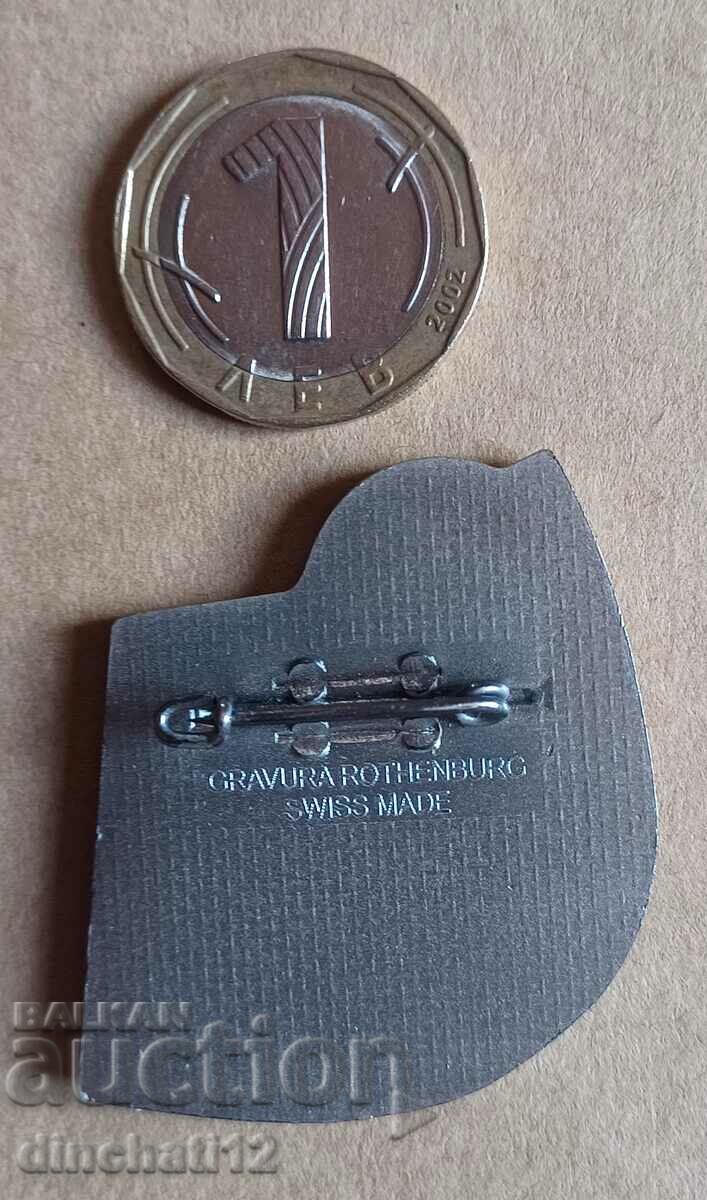 1
ЛЕВ
2002
GRAVURA ROTHENBURG
SWISS MADE
BALKAN
auction
dinchati12